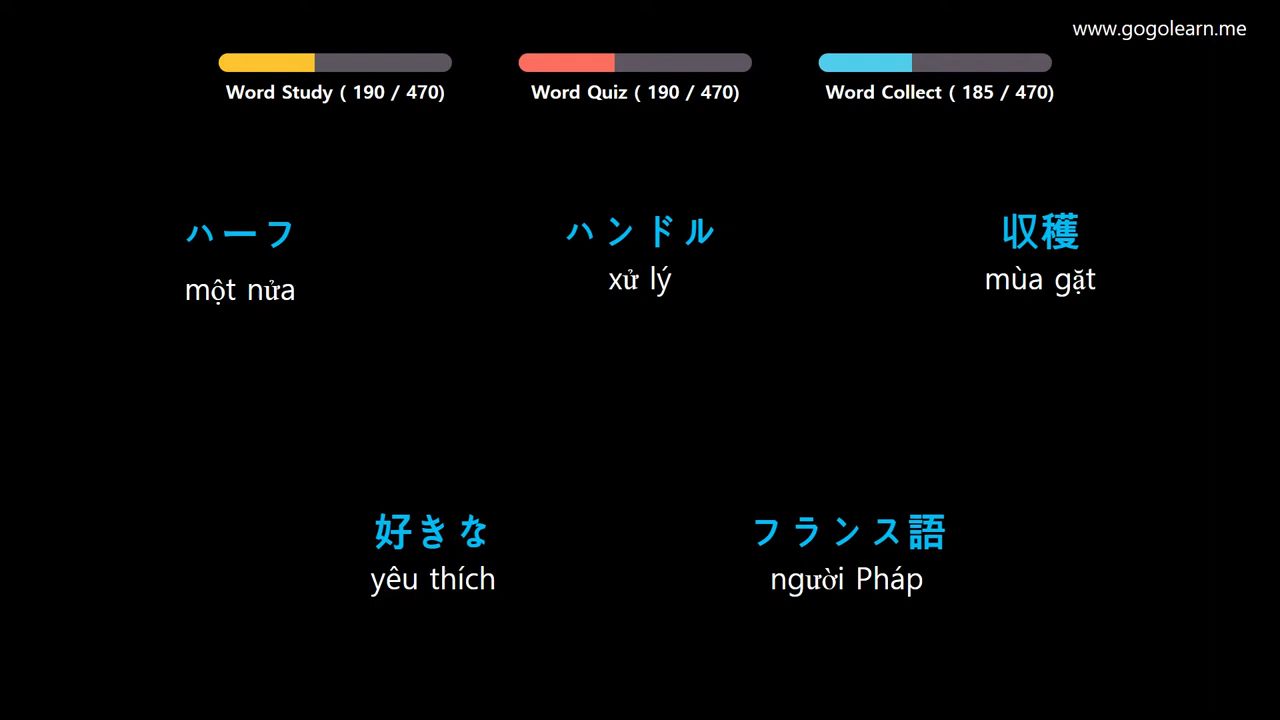 www.gogolearn.me
Word Study ( 190 / 470)
Word Quiz ( 190 / 470)
Word Collect ( 185 / 470)
ハーフ
một nửa
ハンドル
xử lý
収穫
mùa gặt
好きな
yêu thích
フランス語
người Pháp